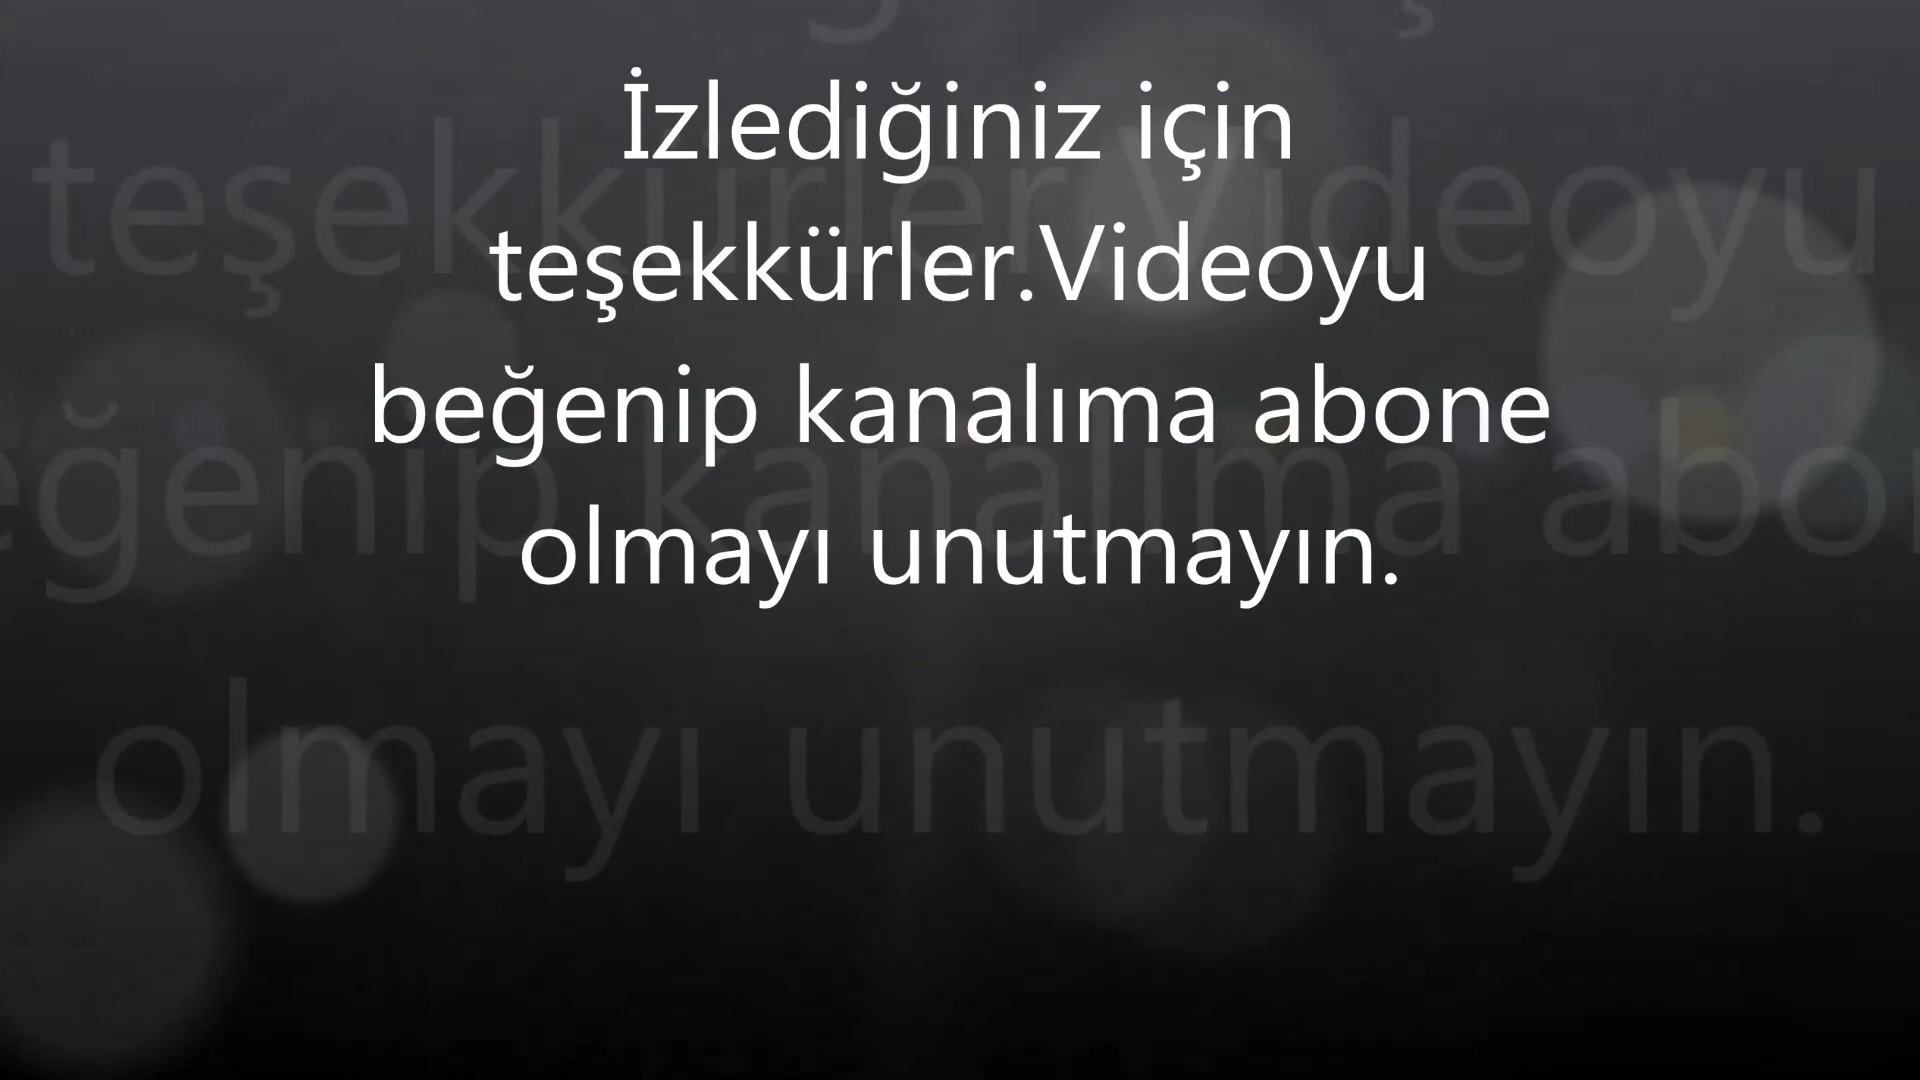 İzlediğiniz için
teşekkürler.Videoyu
beğenip kanalıma abone
olmayı unutmayın.